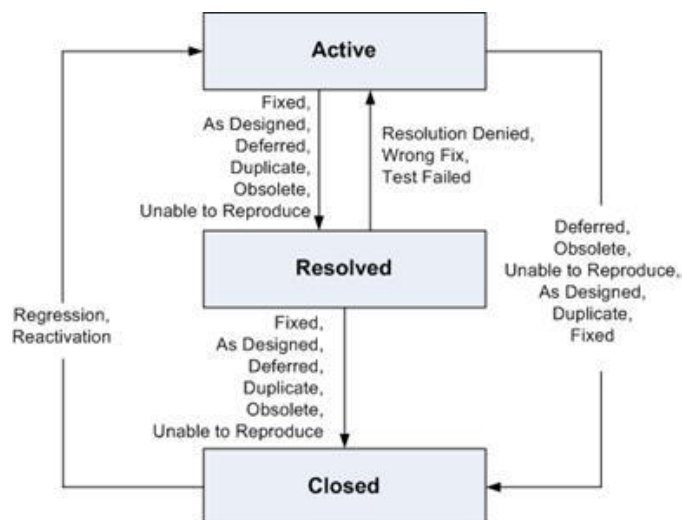 Active
Fixed,
As Designed,
Deferred,
Duplicate,
Obsolete,
Unable to Reproduce
Resolution Denied,
Wrong Fix,
Test Failed
Deferred,
Obsolete,
Unable to Reproduce,
As Designed,
Duplicate,
Fixed
Resolved
Regression,
Reactivation
Fixed,
As Designed,
Deferred,
Duplicate,
Obsolete,
Unable to Reproduce
Closed